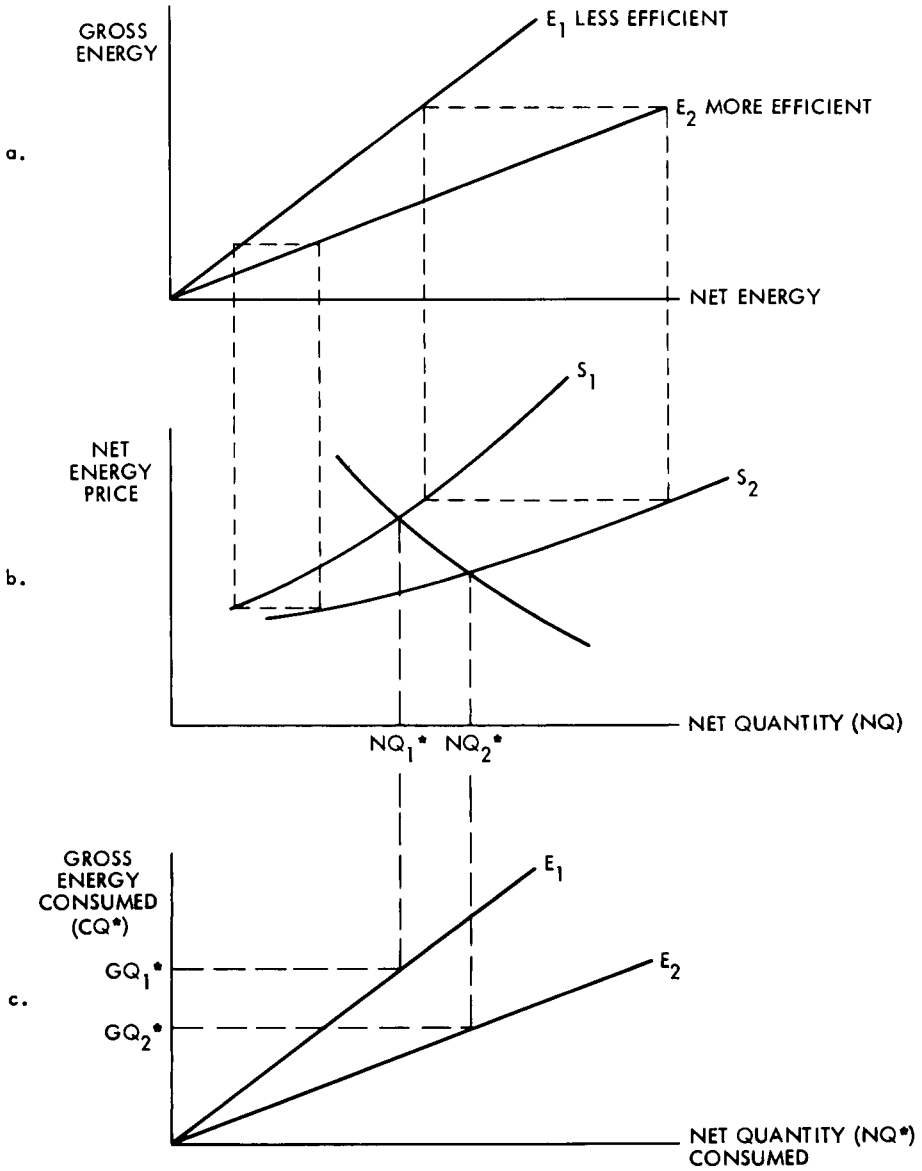 GROSS
ENERGY
E1 LESS EFFICIENT
E2 MORE EFFICIENT
a.
NET ENERGY
S1
NET
ENERGY
PRICE
S2
b.
NET QUANTITY (NQ)
NQ1* NQ2*
GROSS
ENERGY
CONSUMED
(CQ*)
E1
E2
GQ1*
c.
GQ2*
NET QUANTITY (NQ*)
CONSUMED